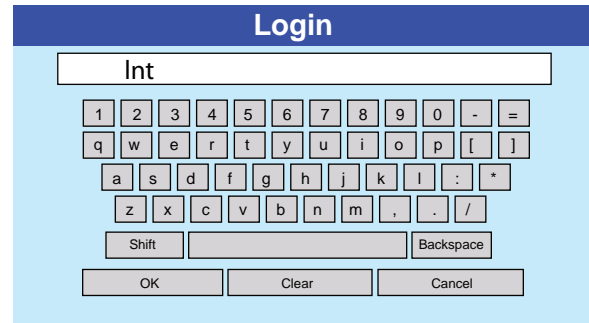 Login
Int
1 2 3 4 5 6 7 8 9 0 - =
q w e r t y u i o p [ ]
a s d f g h j k l : *
z x c v b n m , . /
Shift Backspace
OK Clear Cancel